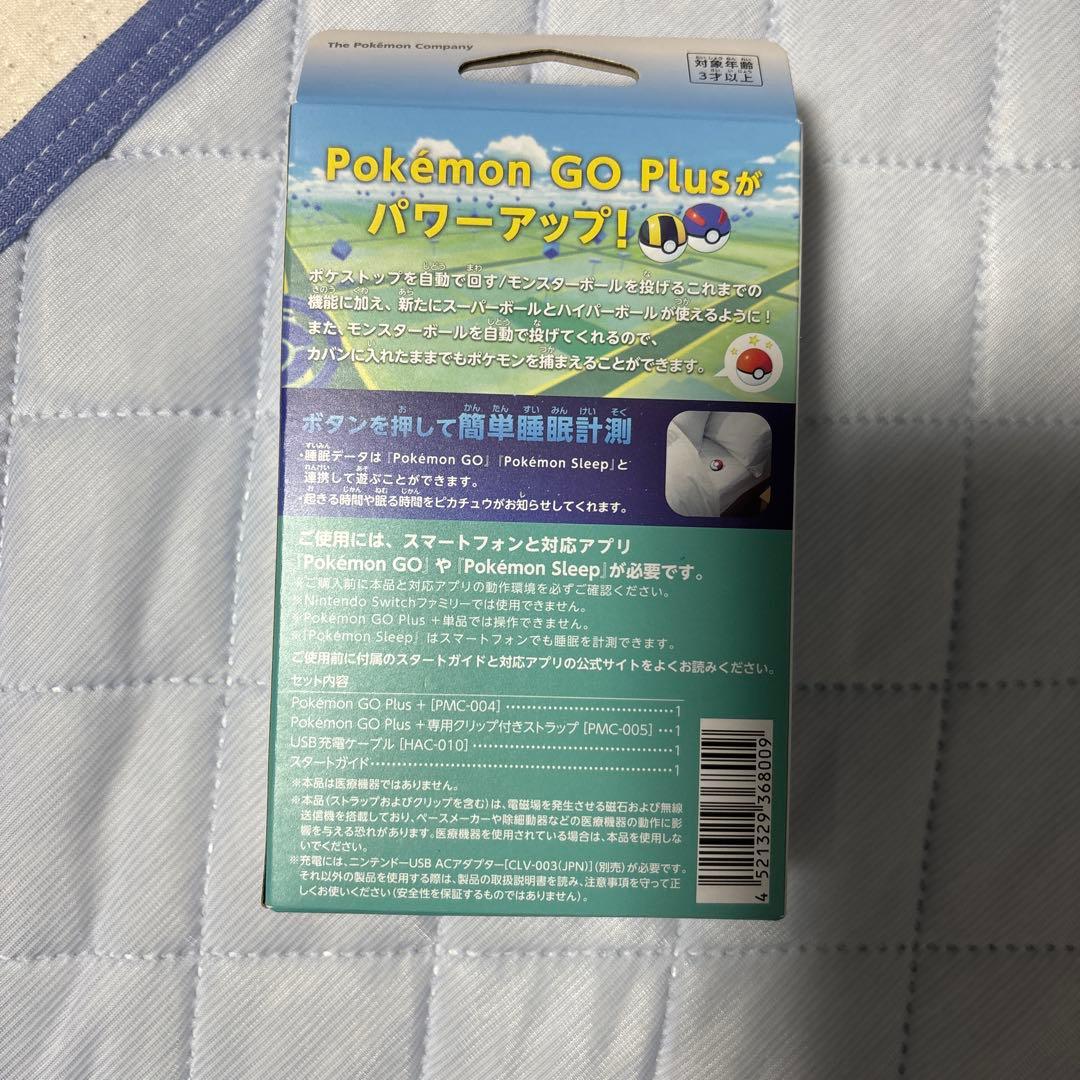 The Pokémon Company
対象年齢
3才以上
Pokémon GO Plusが
パワーアップ!
ポケストップを自動で回す/モンスターボールを投げるこれまでの
機能に加え、新たにスーパーボールとハイパーボールが使えるように!
また、モンスターボールを自動で投げてくれるので、
カバンに入れたままでもポケモンを捕まえることができます。
ボタンを押して簡単睡眠計測
・睡眠データは『Pokémon GO』『Pokémon Sleep』と
連携して遊ぶことができます。
・起きる時間や眠る時間をピカチュウがお知らせしてくれます。
ご使用には、スマートフォンと対応アプリ
『Pokémon GO』や『Pokémon Sleep』が必要です。
※ご購入前に本品と対応アプリの動作環境を必ずご確認ください。
※Nintendo Switchファミリーでは使用できません。
※Pokémon GO Plus +単品では操作できません。
※『Pokémon Sleep』はスマートフォンでも睡眠を計測できます。
ご使用前に付属のスタートガイドと対応アプリの公式サイトをよくお読みください。
セット内容
Pokémon GO Plus + [PMC-004] ……………………………1
Pokémon GO Plus +専用クリップ付きストラップ [PMC-005] …1
USB充電ケーブル [HAC-010] ……………………………1
スタートガイド……………………………………………1
※本品は医療機器ではありません。
※本品(ストラップおよびクリップを含む)は、電磁場を発生させる磁石および無線
送信機を搭載しており、ペースメーカーや除細動器などの医療機器の動作に影
響を与える恐れがあります。医療機器を使用されている場合は、本品を使用しな
いでください。
※充電には、ニンテンドーUSB ACアダプター[CLV-003(JPN)](別売)が必要です。
それ以外の製品を使用する際は、製品の取扱説明書を読み、注意事項を守って正
しくお使いください(安全性を保証するものではありません)。
4 521329 368009